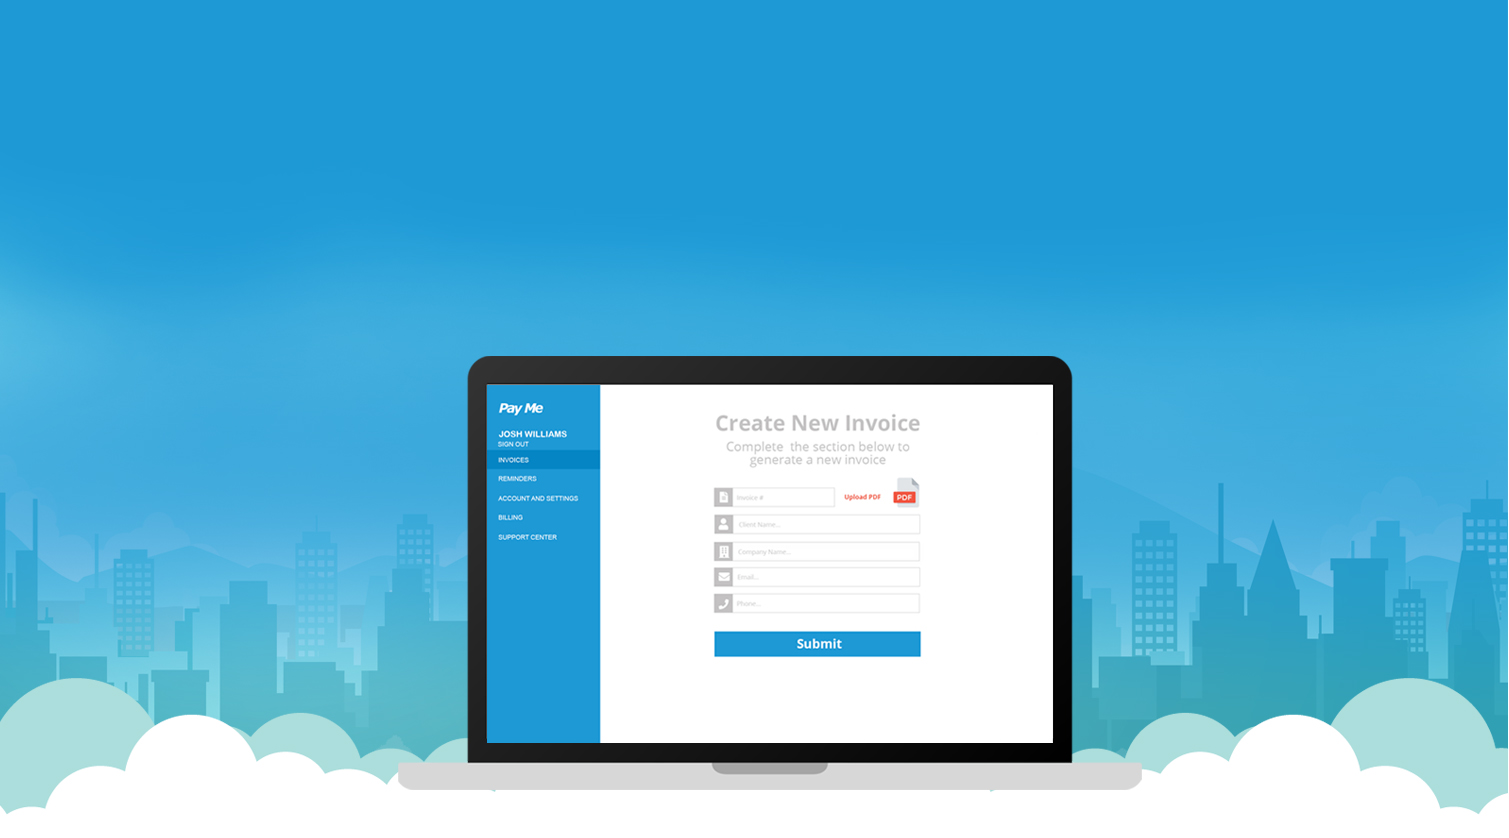 Pay Me
JOSH WILLIAMS
SIGN OUT
INVOICES
REMINDERS
ACCOUNT AND SETTINGS
BILLING
SUPPORT CENTER
Create New Invoice
Complete the section below to
generate a new invoice
Invoice #
Upload PDF
PDF
Client Name...
Company Name...
Email...
Phone...
Submit